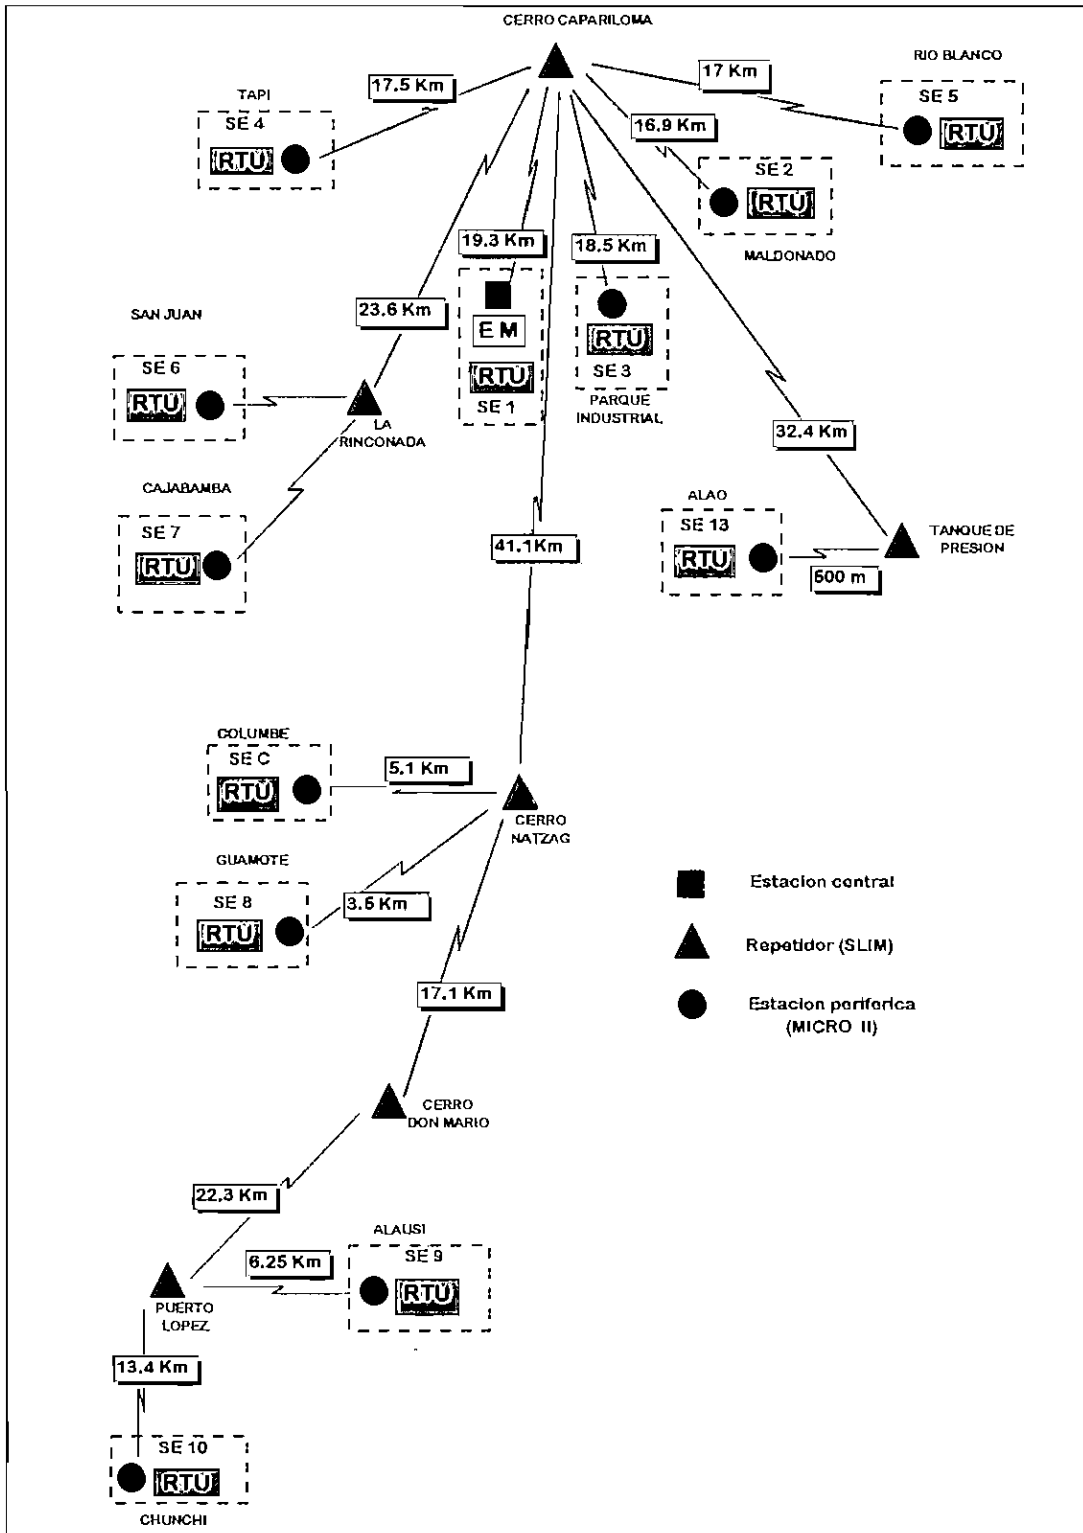 CERRO CAPARILOMA
17.5 Km
17 Km
RIO BLANCO
TAPI
SE 4
RTU
16,9 Km
SE 5
RTU
SE 2
RTU
MALDONADO
19.3 Km
18.5 Km
E M
RTU
SE 1
RTU
SE 3
PARQUE
INDUSTRIAL
23.6 Km
SAN JUAN
SE 6
RTU
LA
RINCONADA
CAJABAMBA
SE 7
RTU
32.4 Km
41.1Km
ALAO
SE 13
RTU
TANQUE DE
PRESION
500 m
COLUMBE
SE C
RTU
5.1 Km
CERRO
NATZAG
GUAMOTE
SE 8
RTU
3.5 Km
17.1 Km
Estacion central
Repetidor (SLIM)
Estacion periferica
(MICRO II)
CERRO
DON MARIO
22,3 Km
ALAUSI
SE 9
RTU
6.25 Km
PUERTO
LOPEZ
13,4 Km
SE 10
RTU
CHUNCHI